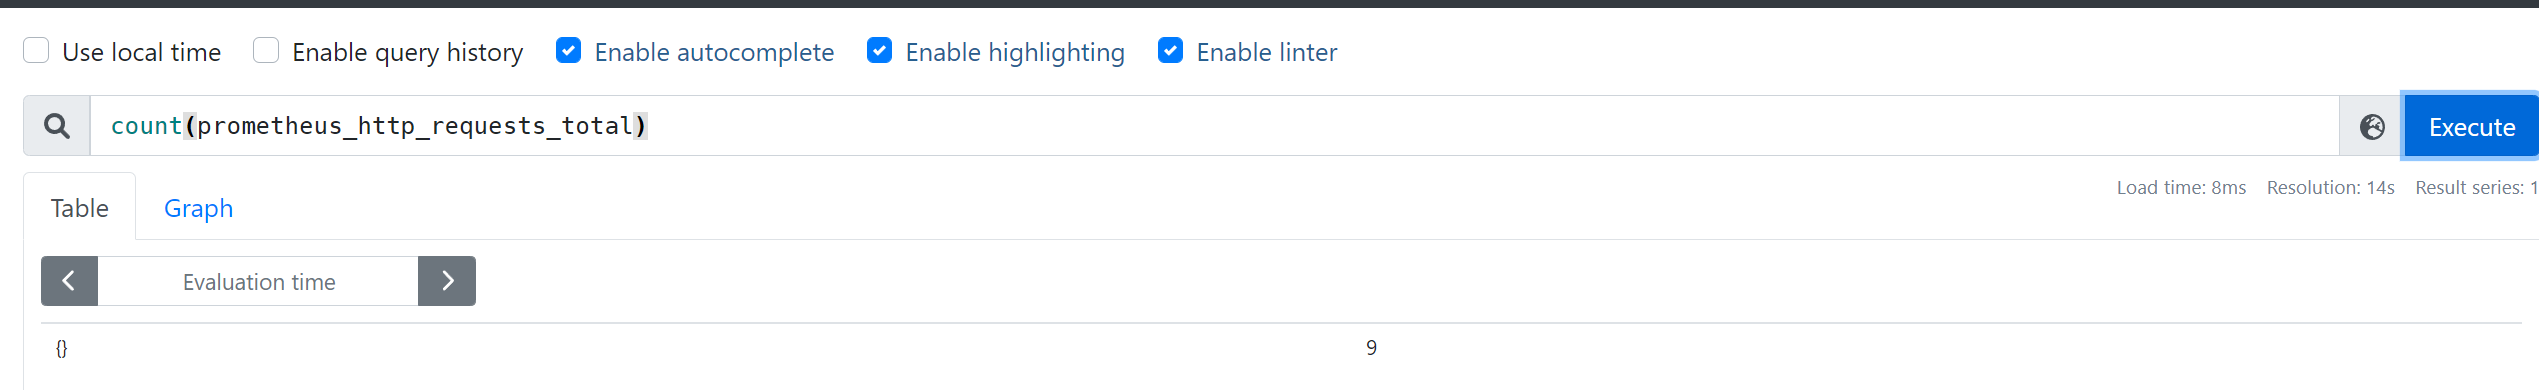 Use local time Enable query history Enable autocomplete Enable highlighting Enable linter
count(prometheus_http_requests_total) Execute
Load time: 8ms Resolution: 14s Result series: 1
Table Graph
Evaluation time
{} 9